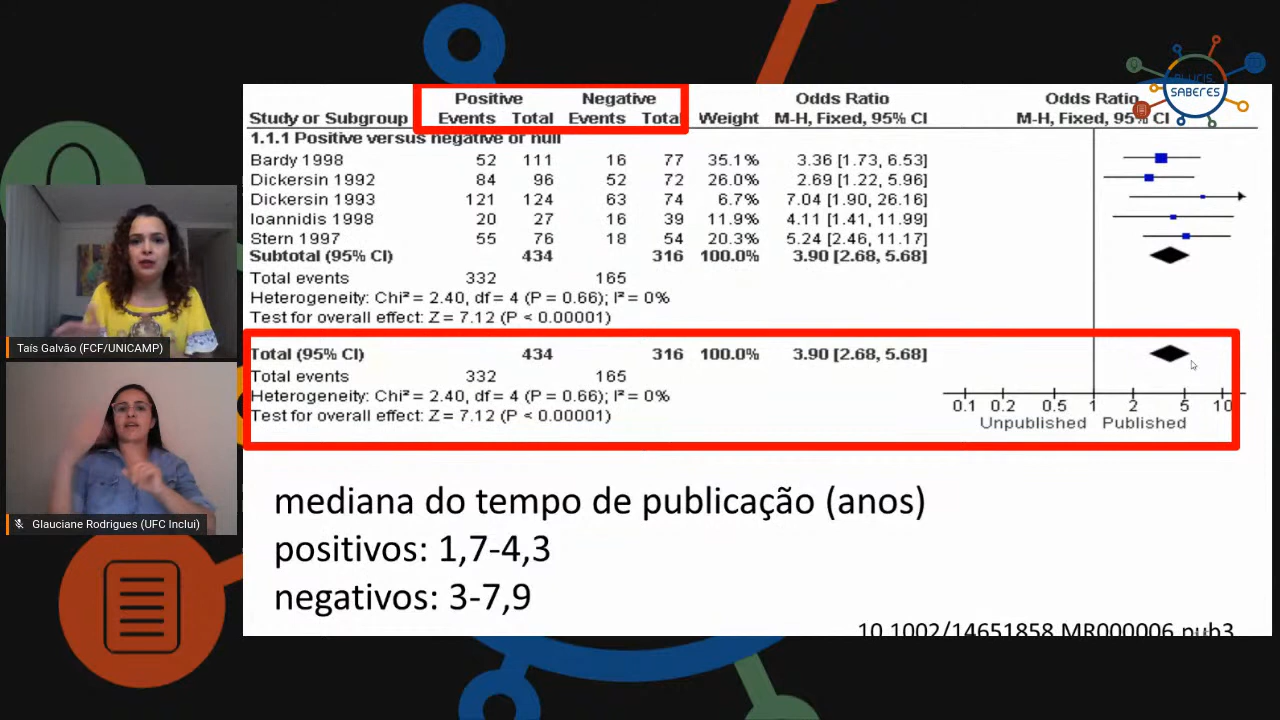 PLURIS
SABERES
Positive Negative Odds Ratio Odds Ratio
Study or Subgroup Events Total Events Total Weight M-H, Fixed, 95% CI M-H, Fixed, 95% CI
1.1.1 Positive versus negative or null
Bardy 1998 52 111 16 77 35.1% 3.36 [1.73, 6.53]
Dickersin 1992 84 96 52 72 26.0% 2.69 [1.22, 5.96]
Dickersin 1993 121 124 63 74 6.7% 7.04 [1.90, 26.16]
Ioannidis 1998 20 27 16 39 11.9% 4.11 [1.41, 11.99]
Stern 1997 55 76 18 54 20.3% 5.24 [2.46, 11.17]
Subtotal (95% CI) 434 316 100.0% 3.90 [2.68, 5.68]
Total events 332 165
Heterogeneity: Chi² = 2.40, df = 4 (P = 0.66); I² = 0%
Test for overall effect: Z = 7.12 (P < 0.00001)
Total (95% CI) 434 316 100.0% 3.90 [2.68, 5.68]
Total events 332 165
Heterogeneity: Chi² = 2.40, df = 4 (P = 0.66); I² = 0%
Test for overall effect: Z = 7.12 (P < 0.00001)
0.1 0.2 0.5 1 2 5 10
Unpublished Published
mediana do tempo de publicação (anos)
positivos: 1,7-4,3
negativos: 3-7,9
10.1002/14651858.MR000006.pub3
Taís Galvão (FCF/UNICAMP)
Glauciane Rodrigues (UFC Inclui)